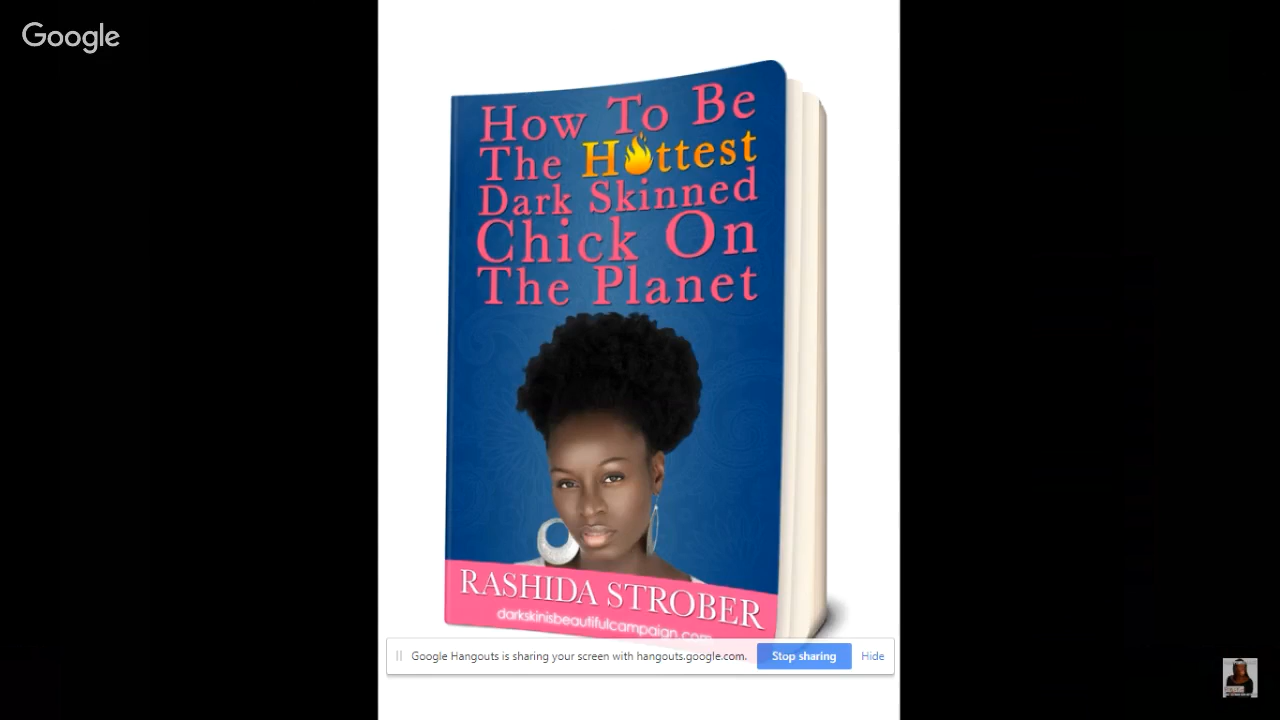 Google
How To Be
The Hottest
Dark Skinned
Chick On
The Planet
RASHIDA STROBER
darkskinisbeautifulcampaign.com
Google Hangouts is sharing your screen with hangouts.google.com.
Stop sharing
Hide